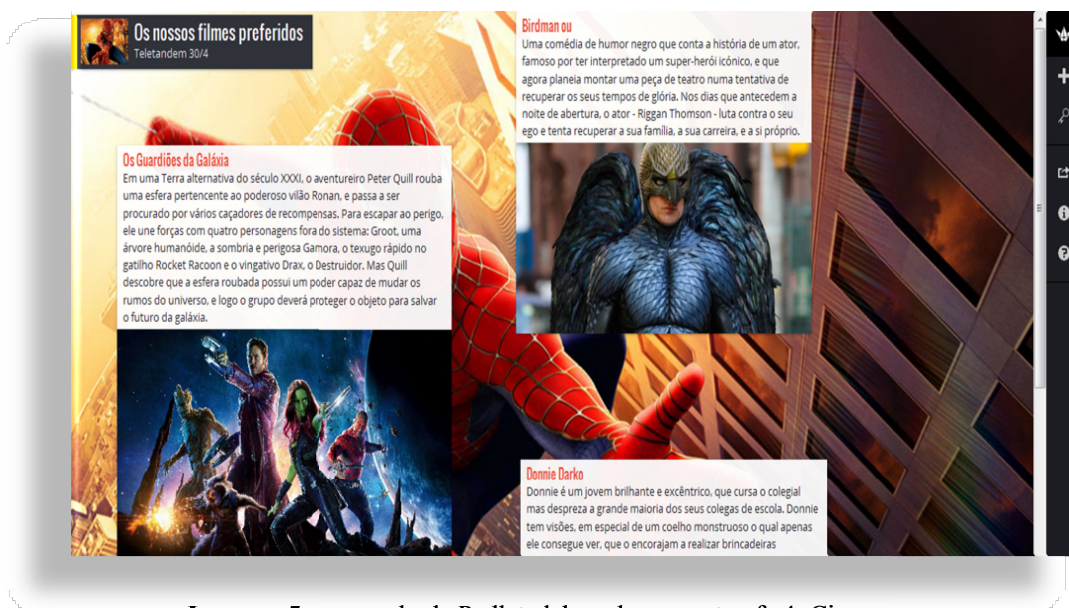 Os nossos filmes preferidos
Teletandem 30/4
Os Guardiões da Galáxia
Em uma Terra alternativa do século XXXI, o aventureiro Peter Quill rouba
uma esfera pertencente ao poderoso vilão Ronan, e passa a ser
procurado por vários caçadores de recompensas. Para escapar ao perigo,
ele une forças com quatro personagens fora do sistema: Groot, uma
árvore humanóide, a sombria e perigosa Gamora, o texugo rápido no
gatilho Rocket Racoon e o vingativo Drax, o Destruidor. Mas Quill
descobre que a esfera roubada possui um poder capaz de mudar os
rumos do universo, e logo o grupo deverá proteger o objeto para salvar
o futuro da galáxia.
Birdman ou
Uma comédia de humor negro que conta a história de um ator,
famoso por ter interpretado um super-herói icónico, e que
agora planeia montar uma peça de teatro numa tentativa de
recuperar os seus tempos de glória. Nos dias que antecedem a
noite de abertura, o ator - Riggan Thomson - luta contra o seu
ego e tenta recuperar a sua família, a sua carreira, e a si próprio.
Donnie Darko
Donnie é um jovem brilhante e excêntrico, que cursa o colegial
mas despreza a grande maioria dos seus colegas de escola. Donnie
tem visões, em especial de um coelho monstruoso o qual apenas
ele consegue ver, que o encorajam a realizar brincadeiras